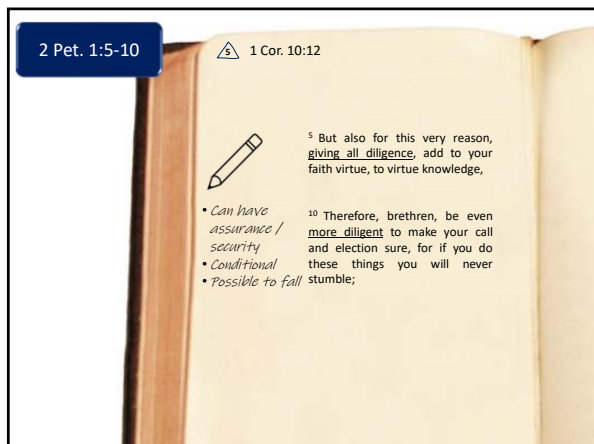 2 Pet. 1:5-10
5 1 Cor. 10:12
5 But also for this very reason,
giving all diligence, add to your
faith virtue, to virtue knowledge,
• Can have
assurance /
security
• Conditional
• Possible to fall
10 Therefore, brethren, be even
more diligent to make your call
and election sure, for if you do
these things you will never
stumble;